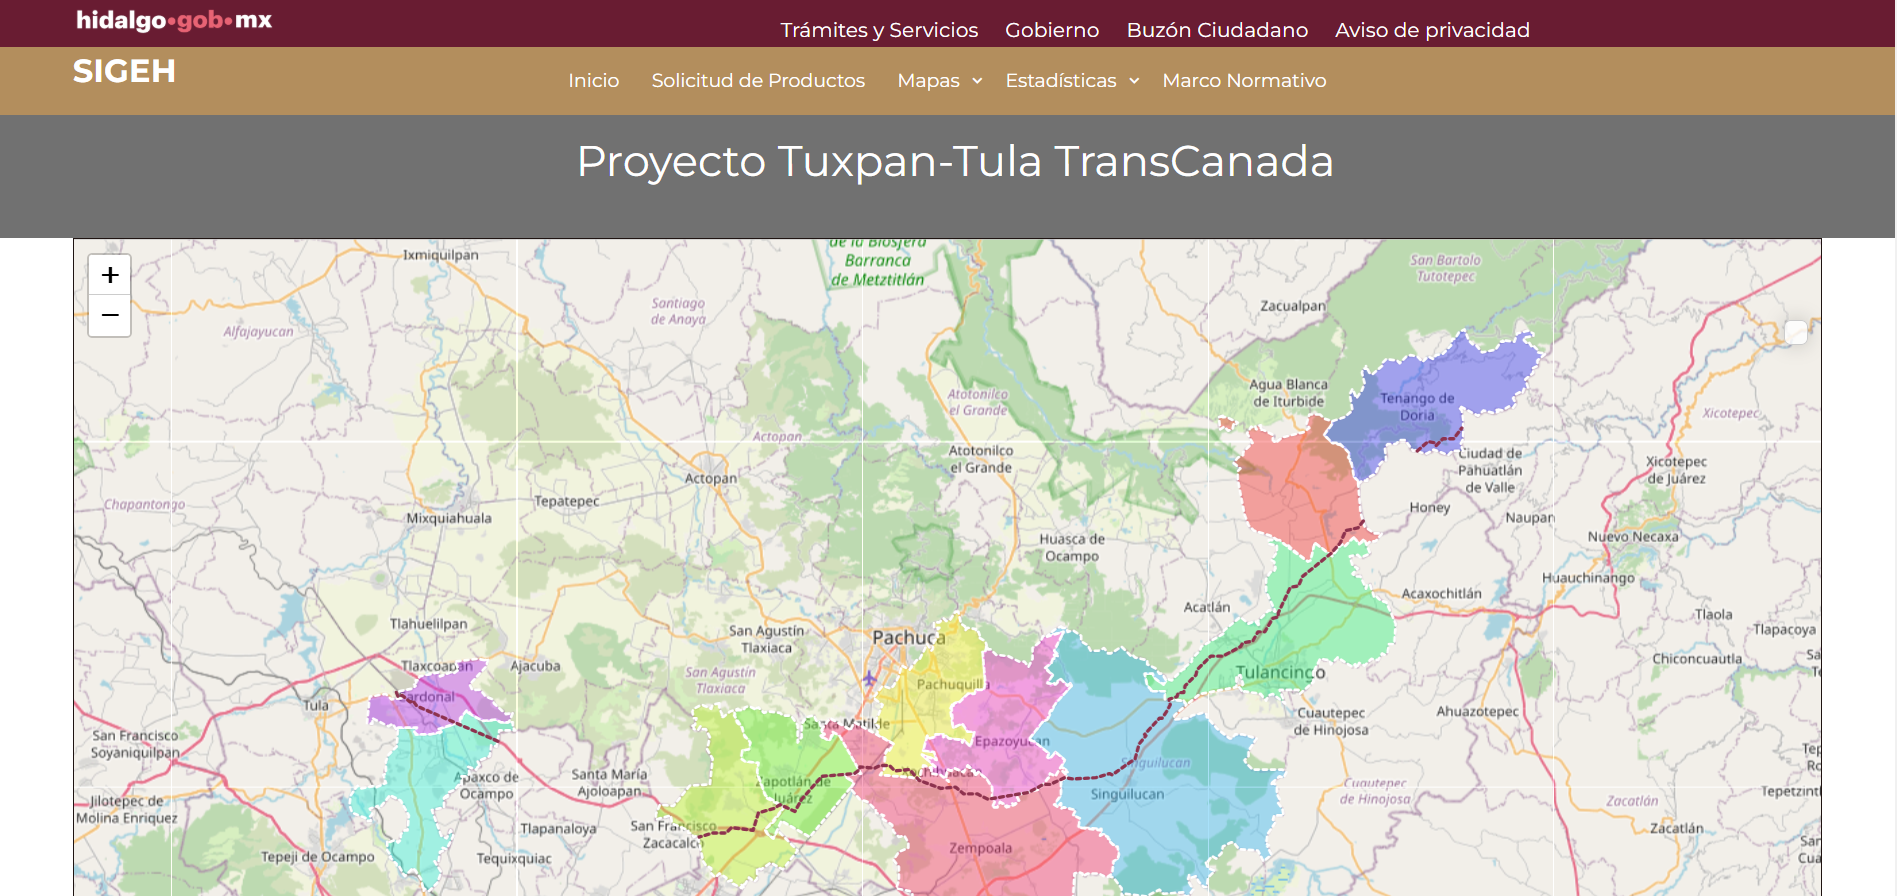 hidalgo•gob•mx
Trámites y Servicios
Gobierno
Buzón Ciudadano
Aviso de privacidad
SIGEH
Inicio
Solicitud de Productos
Mapas
Estadísticas
Marco Normativo
Proyecto Tuxpan-Tula TransCanada
+
−
Ixmiquilpan
de la Biosfera
Barranca
de Metztitlán
San Bartolo
Tutotepec
Zacualpan
Santiago
de Anaya
Alfajayucan
Agua Blanca
de Iturbide
Tenango de
Doria
Atotonilco
el Grande
Xicotepec
Actopan
Atotonilco
el Grande
Ciudad de
Pahuatlán
de Valle
Xicotepec
de Juárez
Actopan
Chapantongo
Tepatepec
Mixquiahuala
Honey
Naupan
Nuevo Necaxa
Huasca de
Ocampo
Huauchinango
Acaxochitlán
Acatlán
Tlaola
Tlapacoya
Tlahuelilpan
San Agustín
Tlaxiaca
Pachuca
Chiconcuautla
Tlaxcoapan
Ajacuba
San Agustín
Tlaxiaca
Pachuquilla
Tulancingo
Tula
Cuautepec
de Hinojosa
Ahuazotepec
Santa Matilde
Epazoyucan
San Francisco
Soyaniquilpan
Singuilucan
Apaxco de
Ocampo
Santa María
Ajoloapan
Zapotlán de
Juárez
Singuilucan
Cuautepec
de Hinojosa
Jilotepec de
Molina Enriquez
Zacatlán
San Francisco
Zacacalco
Tlapanaloya
Zacatlán
Tepeji de Ocampo
Tequixquiac
Zempoala